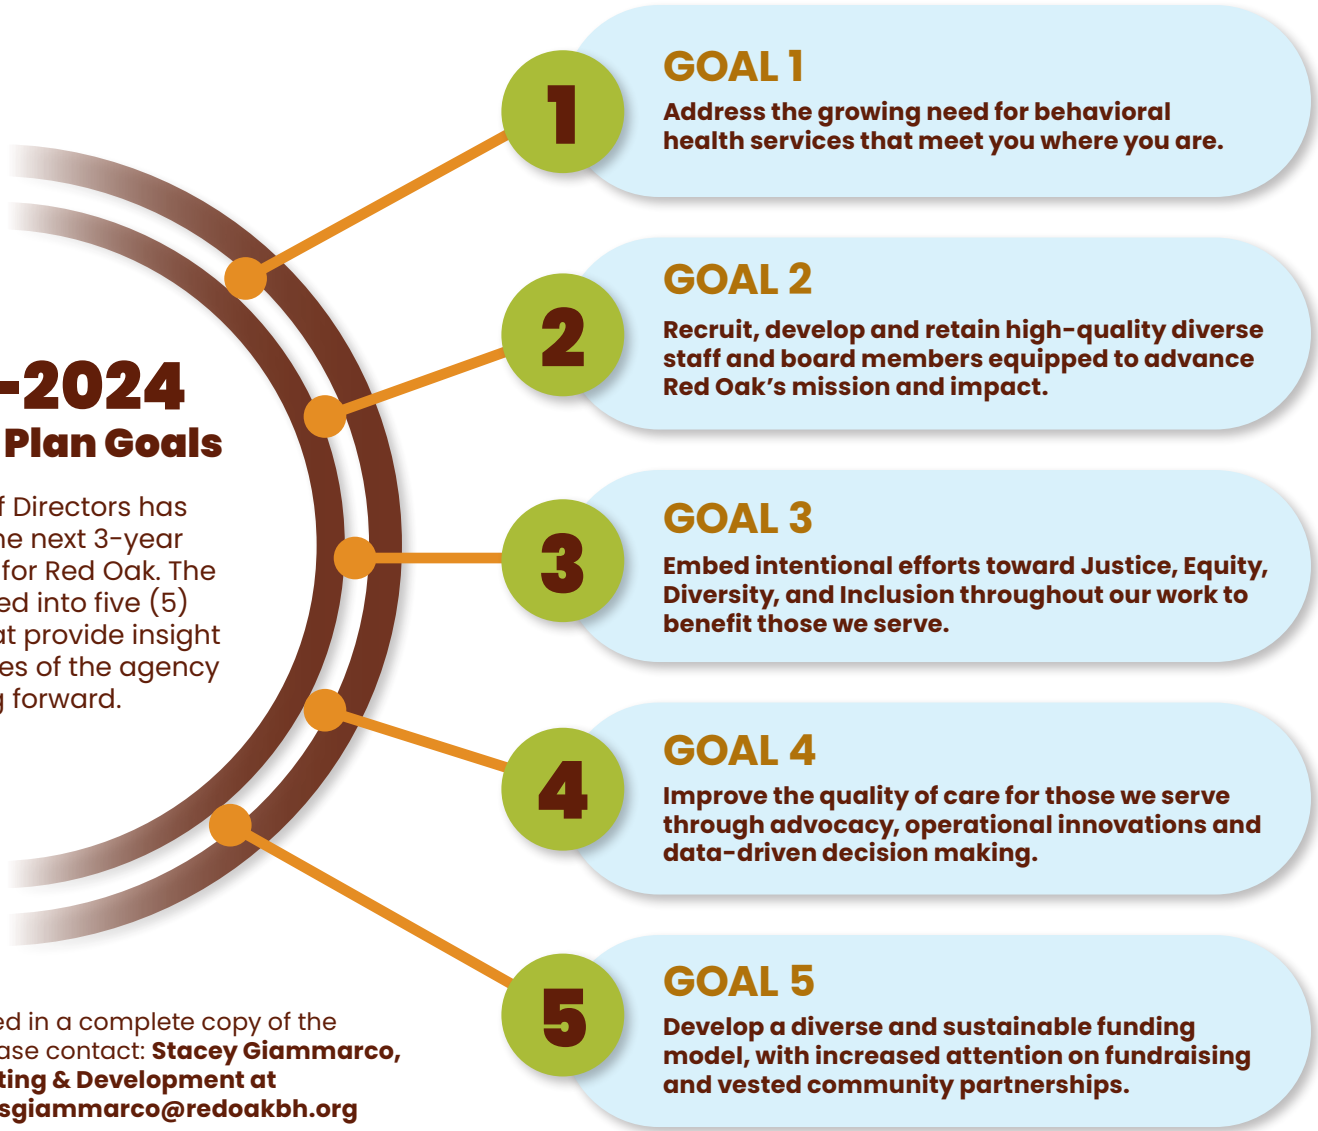 -2024
Plan Goals
f Directors has
ne next 3-year
for Red Oak. The
ed into five (5)
at provide insight
es of the agency
g forward.
ed in a complete copy of the
ase contact: Stacey Giammarco,
ting & Development at
sgiammarco@redoakbh.org
1
GOAL 1
Address the growing need for behavioral
health services that meet you where you are.
2
GOAL 2
Recruit, develop and retain high-quality diverse
staff and board members equipped to advance
Red Oak’s mission and impact.
3
GOAL 3
Embed intentional efforts toward Justice, Equity,
Diversity, and Inclusion throughout our work to
benefit those we serve.
4
GOAL 4
Improve the quality of care for those we serve
through advocacy, operational innovations and
data-driven decision making.
5
GOAL 5
Develop a diverse and sustainable funding
model, with increased attention on fundraising
and vested community partnerships.